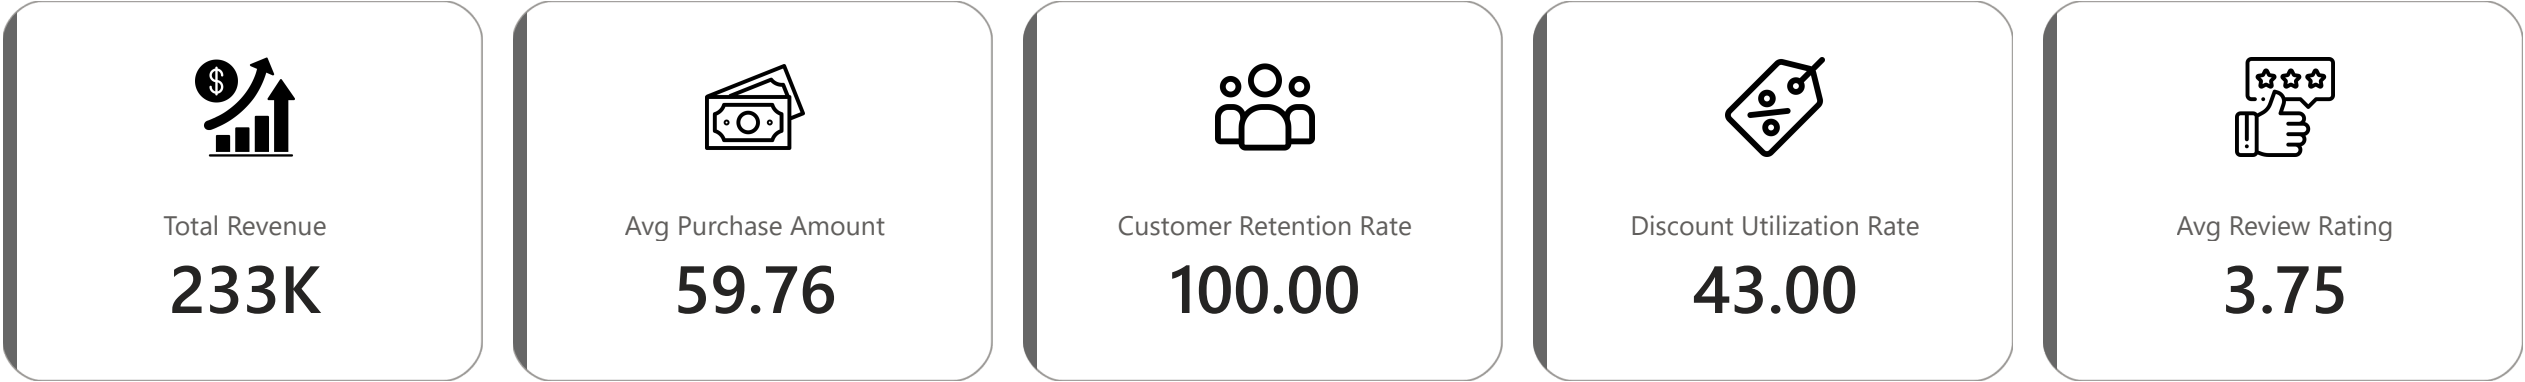 $
Total Revenue
233K
Avg Purchase Amount
59.76
Customer Retention Rate
100.00
%
Discount Utilization Rate
43.00
Avg Review Rating
3.75